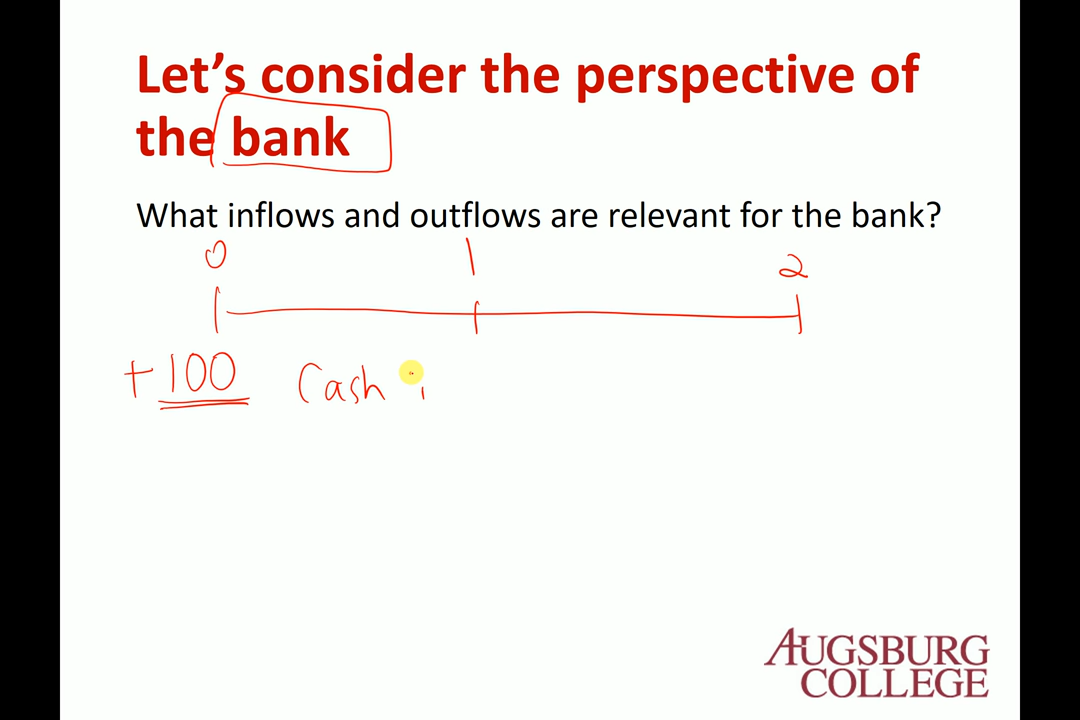 Let's consider the perspective of
the bank
What inflows and outflows are relevant for the bank?
0 1 2
+100 Cash i
AUGSBURG
COLLEGE